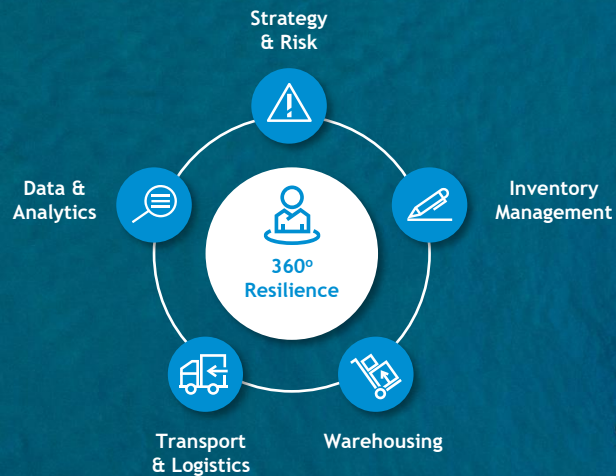 Strategy
& Risk
Data &
Analytics
Inventory
Management
360º
Resilience
Transport
& Logistics
Warehousing